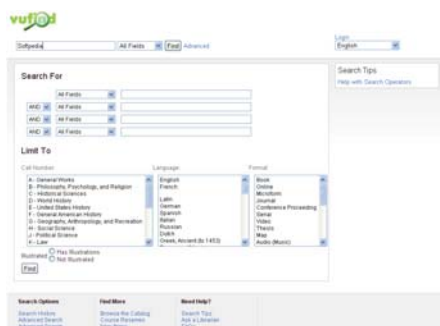 vufind
Login
Softpedia All Fields Find Advanced English
Search Tips
Help with Search Operators
Search For
All Fields
AND All Fields
AND All Fields
AND All Fields
Limit To
Call Number: Language: Format:
A - General Works English Book
B - Philosophy, Psychology, and Religion French Online
C - Historical Sciences Microform
D - World History Latin Journal
E - United States History German Conference Proceeding
F - General American History Spanish Serial
G - Geography, Anthropology, and Recreation Italian Video
H - Social Science Russian Thesis
J - Political Science Dutch Map
K - Law Greek, Ancient (to 1453) Audio (Music)
Illustrated: Has Illustrations
Not Illustrated
Find
Search Options Find More Need Help?
Search History Browse the Catalog Search Tips
Advanced Search Course Reserves Ask a Librarian